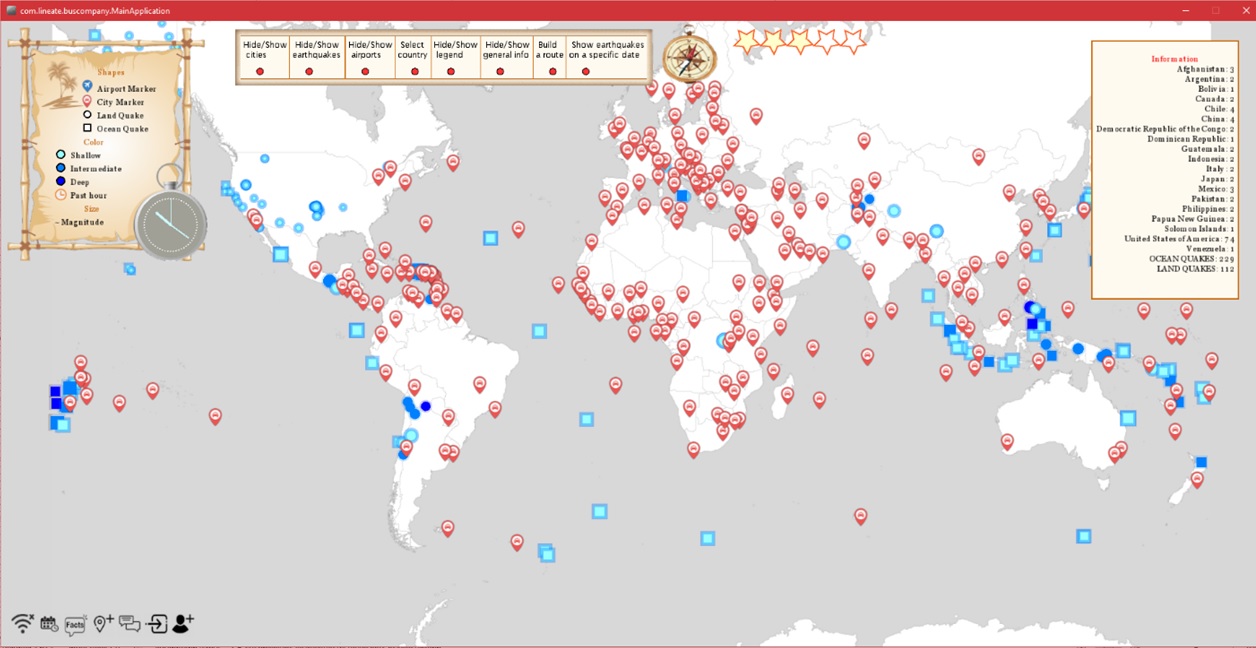 com.lineate.buscompany.MainApplication
Shapes
Airport Marker
City Marker
Land Quake
Ocean Quake
Color
Shallow
Intermediate
Deep
Past hour
Size
~ Magnitude
Hide/Show cities
Hide/Show earthquakes
Hide/Show airports
Select country
Hide/Show legend
Hide/Show general info
Build a route
Show earthquakes on a specific date
Information
Afghanistan: 3
Argentina: 2
Bolivia: 1
Canada: 2
Chile: 4
China: 4
Democratic Republic of the Congo: 2
Dominican Republic: 1
Guatemala: 2
Indonesia: 2
Italy: 2
Japan: 2
Mexico: 3
Pakistan: 2
Philippines: 2
Papua New Guinea: 2
Solomon Islands: 1
United States of America: 74
Venezuela: 1
OCEAN QUAKES: 229
LAND QUAKES: 112
Facts